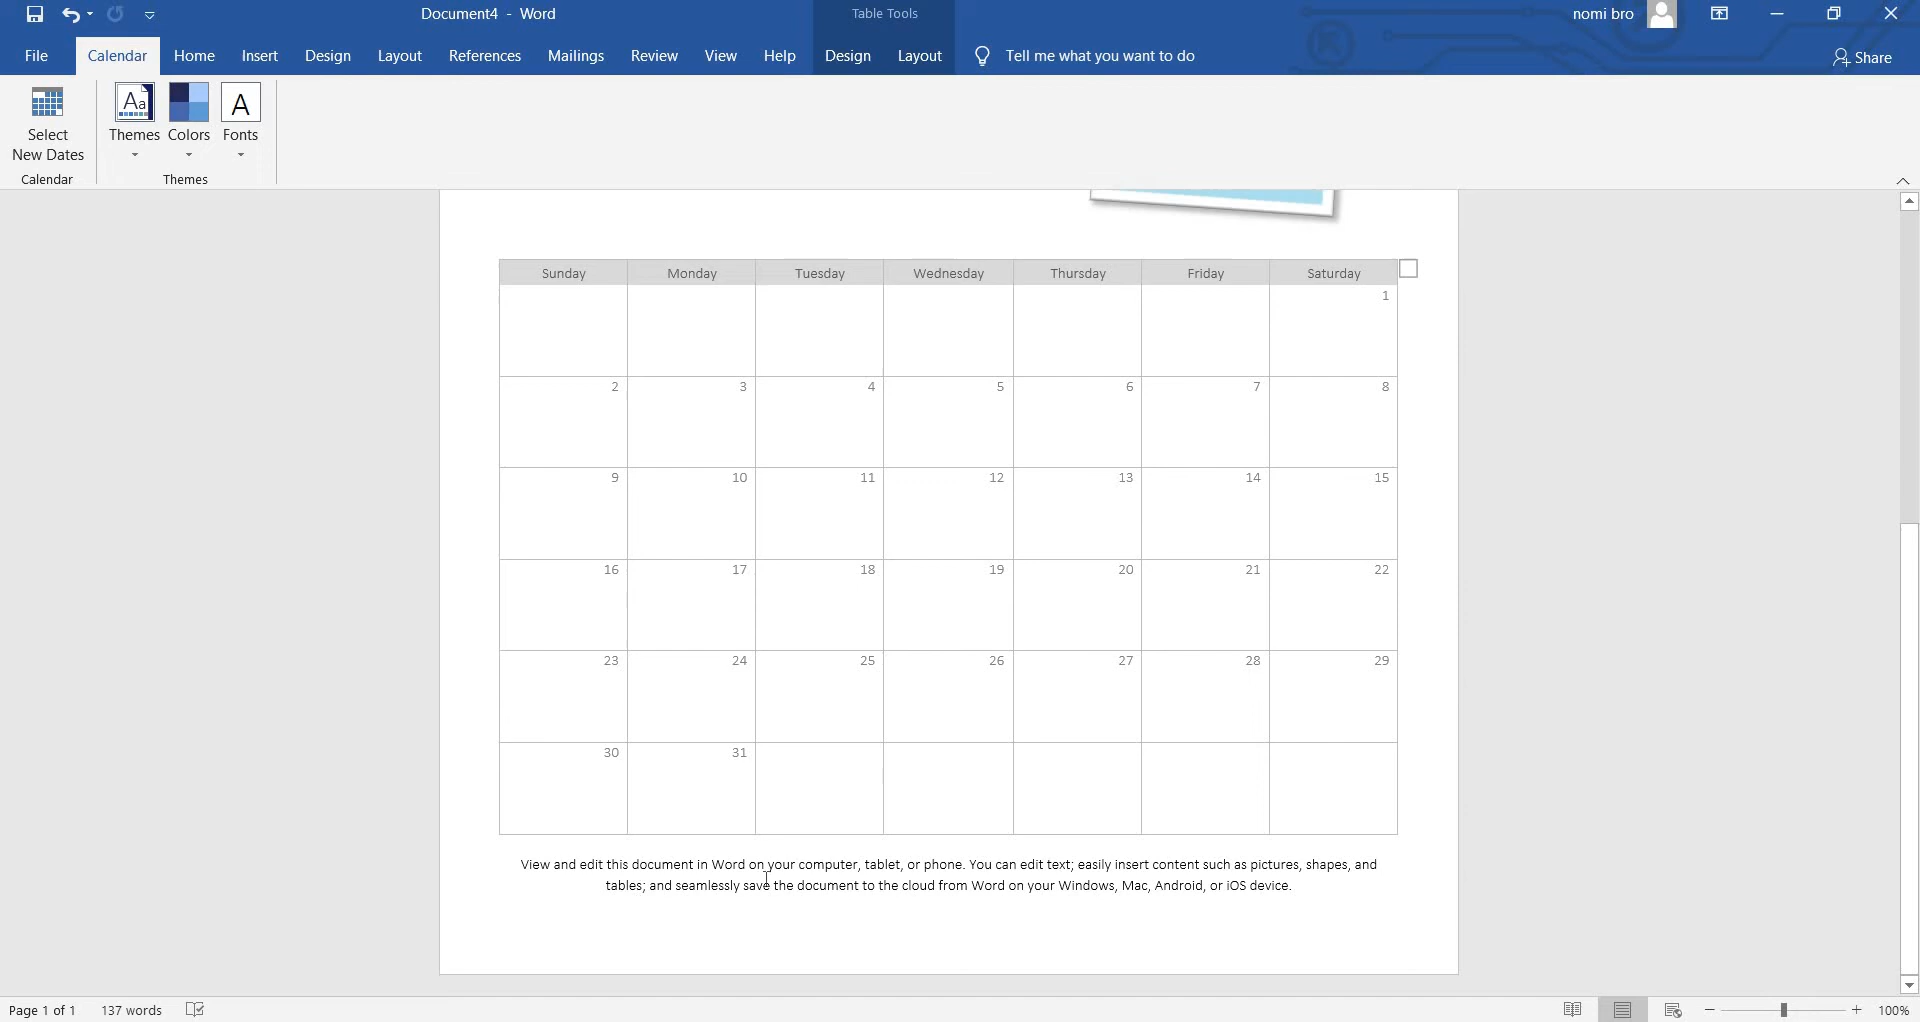 Document4 - Word
Table Tools
nomi bro
File
Calendar
Home
Insert
Design
Layout
References
Mailings
Review
View
Help
Design
Layout
Tell me what you want to do
Share
Select
New Dates
Aa
Themes
Colors
A
Fonts
Calendar
Themes
Sunday Monday Tuesday Wednesday Thursday Friday Saturday
1
2 3 4 5 6 7 8
9 10 11 12 13 14 15
16 17 18 19 20 21 22
23 24 25 26 27 28 29
30 31
View and edit this document in Word on your computer, tablet, or phone. You can edit text; easily insert content such as pictures, shapes, and
tables; and seamlessly save the document to the cloud from Word on your Windows, Mac, Android, or iOS device.
Page 1 of 1
137 words
100%